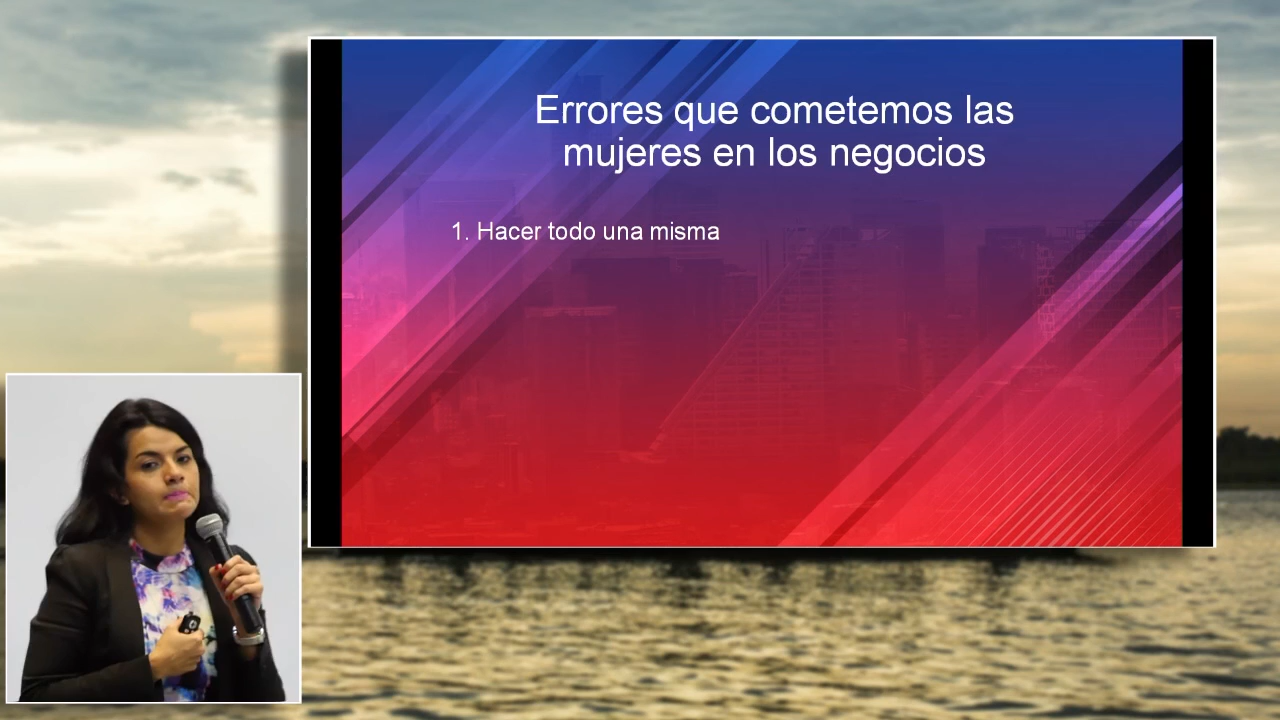 Errores que cometemos las
mujeres en los negocios
1. Hacer todo una misma